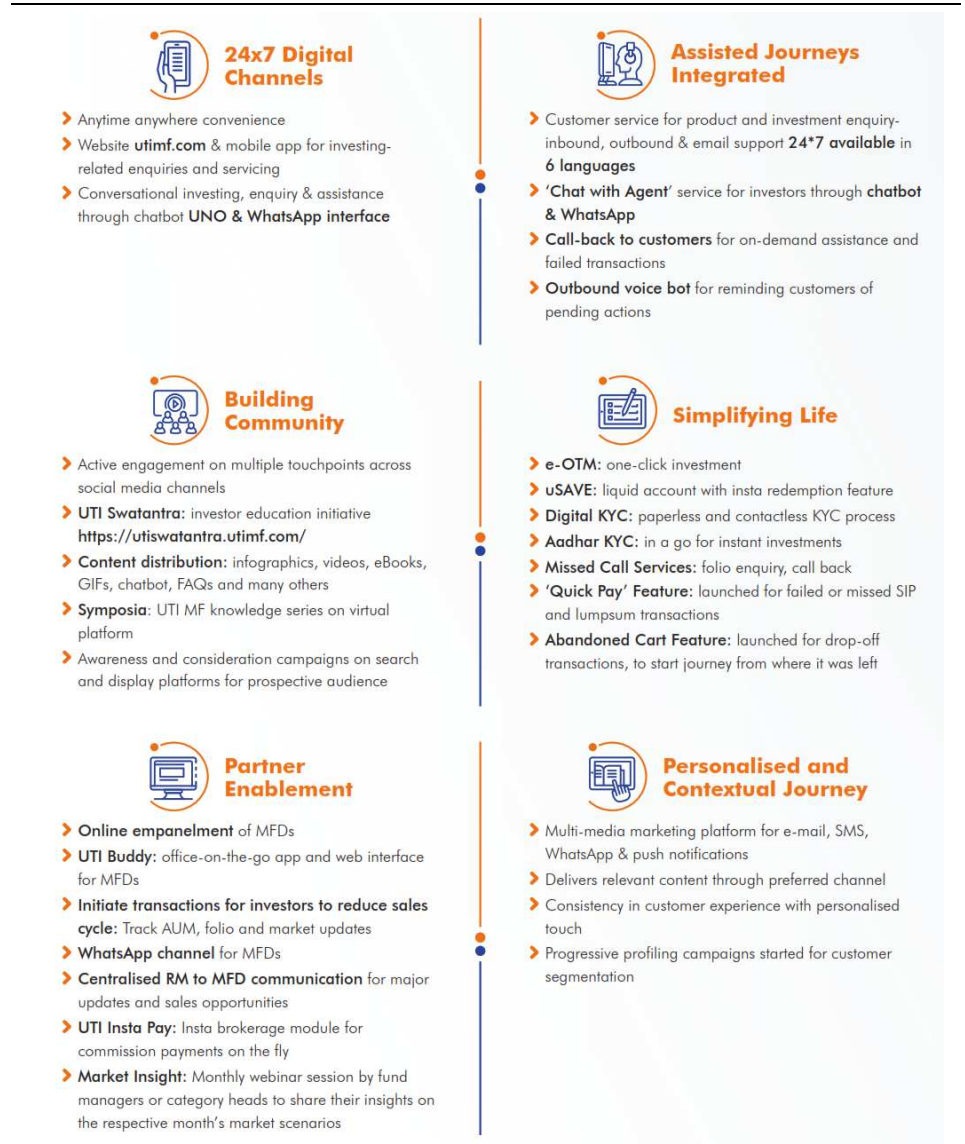 24x7 Digital
Channels
Anytime anywhere convenience
Website utimf.com & mobile app for investing-
related enquiries and servicing
Conversational investing, enquiry & assistance
through chatbot UNO & WhatsApp interface
Assisted Journeys
Integrated
Customer service for product and investment enquiry-
inbound, outbound & email support 24*7 available in
6 languages
‘Chat with Agent’ service for investors through chatbot
& WhatsApp
Call-back to customers for on-demand assistance and
failed transactions
Outbound voice bot for reminding customers of
pending actions
Building
Community
Active engagement on multiple touchpoints across
social media channels
UTI Swatantra: investor education initiative
https://utiswatantra.utimf.com/
Content distribution: infographics, videos, eBooks,
GIFs, chatbot, FAQs and many others
Symposia: UTI MF knowledge series on virtual
platform
Awareness and consideration campaigns on search
and display platforms for prospective audience
Simplifying Life
e-OTM: one-click investment
uSAVE: liquid account with insta redemption feature
Digital KYC: paperless and contactless KYC process
Aadhar KYC: in a go for instant investments
Missed Call Services: folio enquiry, call back
‘Quick Pay’ Feature: launched for failed or missed SIP
and lumpsum transactions
Abandoned Cart Feature: launched for drop-off
transactions, to start journey from where it was left
Partner
Enablement
Online empanelment of MFDs
UTI Buddy: office-on-the-go app and web interface
for MFDs
Initiate transactions for investors to reduce sales
cycle: Track AUM, folio and market updates
WhatsApp channel for MFDs
Centralised RM to MFD communication for major
updates and sales opportunities
UTI Insta Pay: Insta brokerage module for
commission payments on the fly
Market Insight: Monthly webinar session by fund
managers or category heads to share their insights on
the respective month’s market scenarios
Personalised and
Contextual Journey
Multi-media marketing platform for e-mail, SMS,
WhatsApp & push notifications
Delivers relevant content through preferred channel
Consistency in customer experience with personalised
touch
Progressive profiling campaigns started for customer
segmentation